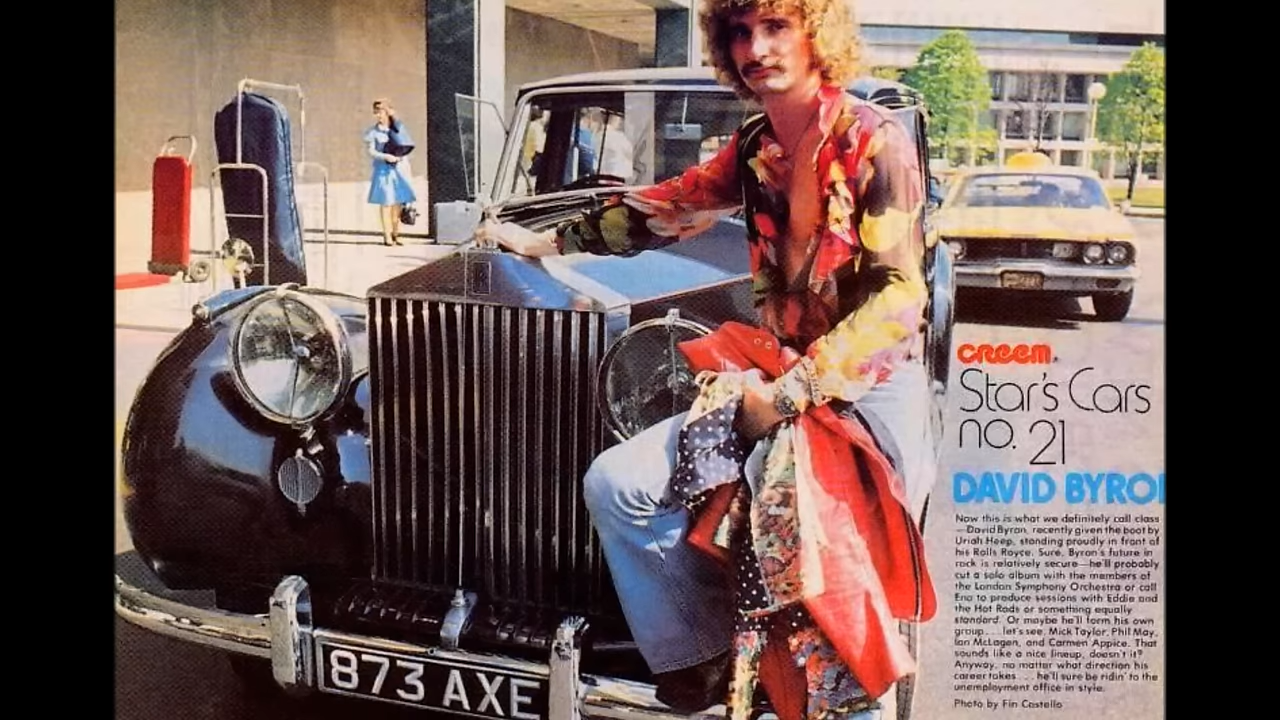 creem
Star's Cars
no. 21
DAVID BYRO
Now this is what we definitely call class
—David Byron, recently given the boot by
Uriah Heep, standing proudly in front of
his Rolls Royce. Sure, Byron's future in
rock is relatively secure—he'll probably
cut a solo album with the members of
the London Symphony Orchestra or call
Eno to produce sessions with Eddie and
the Hot Rods or something equally
standard. Or maybe he'll form his own
group . . . let's see, Mick Taylor, Phil May,
Ian McLagen, and Carmen Appice. That
sounds like a nice lineup, doesn't it?
Anyway, no matter what direction his
career takes . . . he'll sure be ridin' to the
unemployment office in style.
Photo by Fin Costello
873 AXE